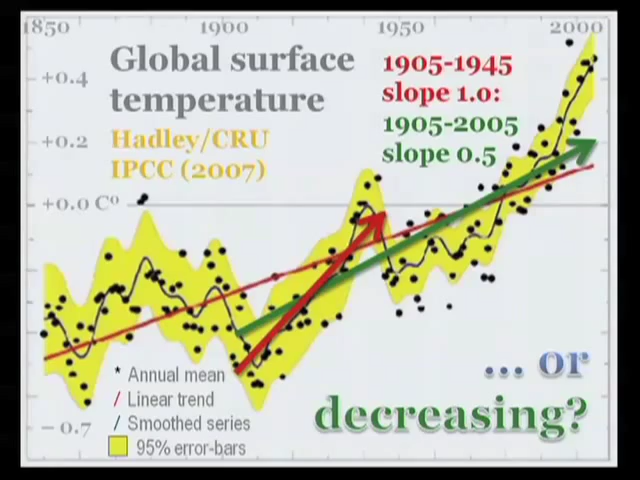 1850 1900 1950 2000
Global surface
temperature
Hadley/CRU
IPCC (2007)
1905-1945
slope 1.0:
1905-2005
slope 0.5
+0.4
+0.2
+0.0 Cº
– 0.7
Annual mean
Linear trend
Smoothed series
95% error-bars
... or
decreasing?